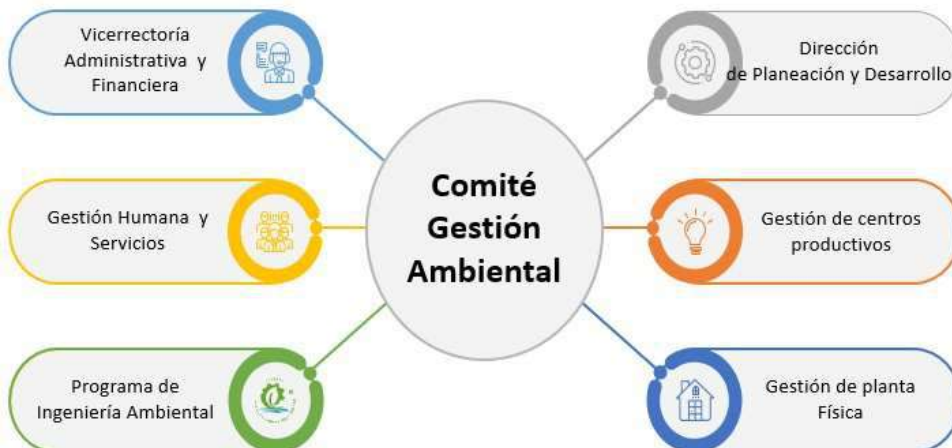 Vicerrectoría
Administrativa y
Financiera
Dirección
de Planeación y Desarrollo
Comité
Gestión
Ambiental
Gestión Humana y
Servicios
Gestión de centros
productivos
Programa de
Ingeniería Ambiental
Gestión de planta
Física